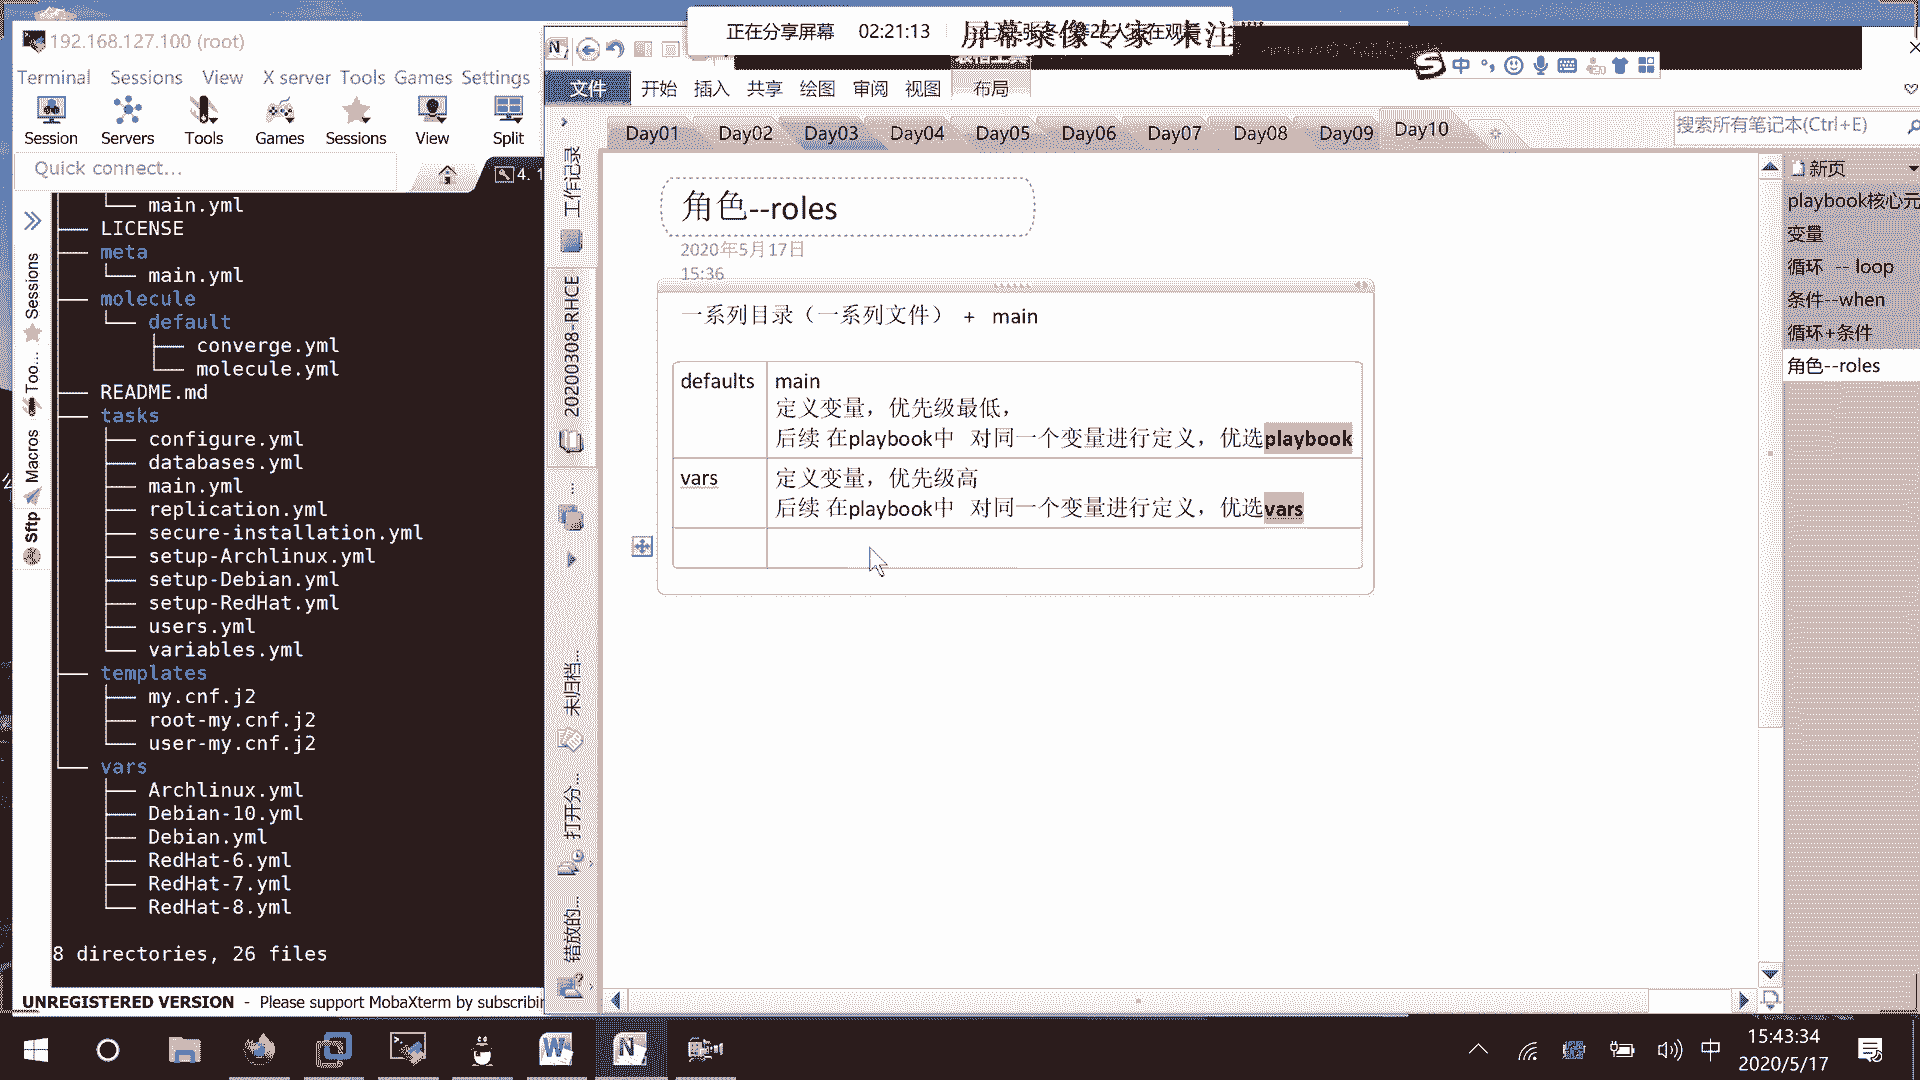 正在分享屏幕 02:21:13
屏幕录像专家 未注
192.168.127.100 (root)
Terminal Sessions View X server Tools Games Settings
Session Servers Tools Games Sessions View Split
Quick connect...
4. 1
Sessions
Too...
Macros
Sftp
main.yml
LICENSE
meta
main.yml
molecule
default
converge.yml
molecule.yml
README.md
tasks
configure.yml
databases.yml
main.yml
replication.yml
secure-installation.yml
setup-Archlinux.yml
setup-Debian.yml
setup-RedHat.yml
users.yml
variables.yml
templates
my.cnf.j2
root-my.cnf.j2
user-my.cnf.j2
vars
Archlinux.yml
Debian-10.yml
Debian.yml
RedHat-6.yml
RedHat-7.yml
RedHat-8.yml
8 directories, 26 files
UNREGISTERED VERSION - Please support MobaXterm by subscribin
文件 开始 插入 共享 绘图 审阅 视图 布局
中
Day01 Day02 Day03 Day04 Day05 Day06 Day07 Day08 Day09 Day10
搜索所有笔记本(Ctrl+E)
工作记录
20200308-RHCE
未归档...
打开分...
错放的...
角色--roles
2020年5月17日
15:36
一系列目录（一系列文件） + main
defaults
main
定义变量，优先级最低，
后续 在playbook中 对同一个变量进行定义，优选playbook
vars
定义变量，优先级高
后续 在playbook中 对同一个变量进行定义，优选vars
新页
playbook核心元
变量
循环 -- loop
条件--when
循环+条件
角色--roles
中
15:43:34
2020/5/17